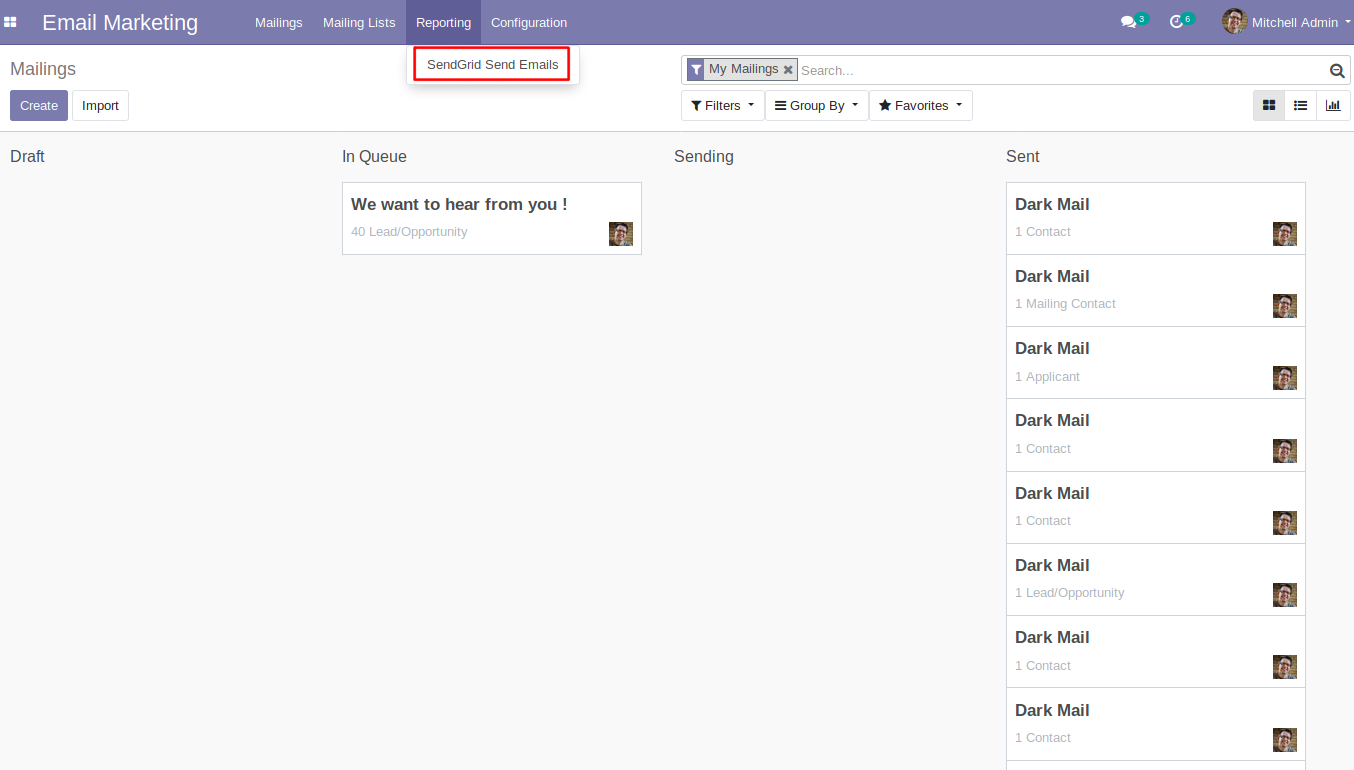 Email Marketing
Mailings
Mailing Lists
Reporting
Configuration
3
6
Mitchell Admin
SendGrid Send Emails
Mailings
My Mailings
Search...
Create
Import
Filters
Group By
Favorites
Draft
In Queue
Sending
Sent
We want to hear from you !
40 Lead/Opportunity
Dark Mail
1 Contact
Dark Mail
1 Mailing Contact
Dark Mail
1 Applicant
Dark Mail
1 Contact
Dark Mail
1 Contact
Dark Mail
1 Lead/Opportunity
Dark Mail
1 Contact
Dark Mail
1 Contact